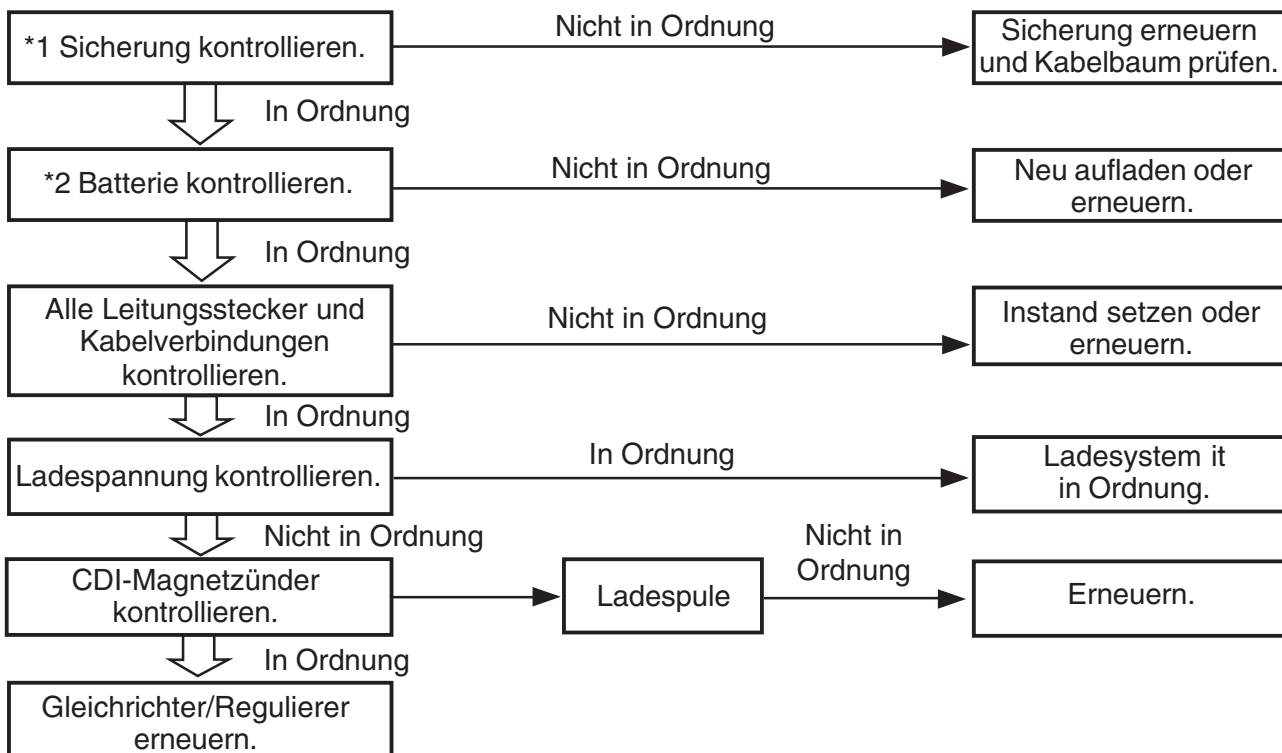 *1 Sicherung kontrollieren.
Nicht in Ordnung
Sicherung erneuern
und Kabelbaum prüfen.
In Ordnung
*2 Batterie kontrollieren.
Nicht in Ordnung
Neu aufladen oder
erneuern.
In Ordnung
Alle Leitungsstecker und
Kabelverbindungen
kontrollieren.
Nicht in Ordnung
Instand setzen oder
erneuern.
In Ordnung
Ladespannung kontrollieren.
In Ordnung
Ladesystem it
in Ordnung.
Nicht in Ordnung
CDI-Magnetzünder
kontrollieren.
Ladespule
Nicht in
Ordnung
Erneuern.
In Ordnung
Gleichrichter/Regulierer
erneuern.